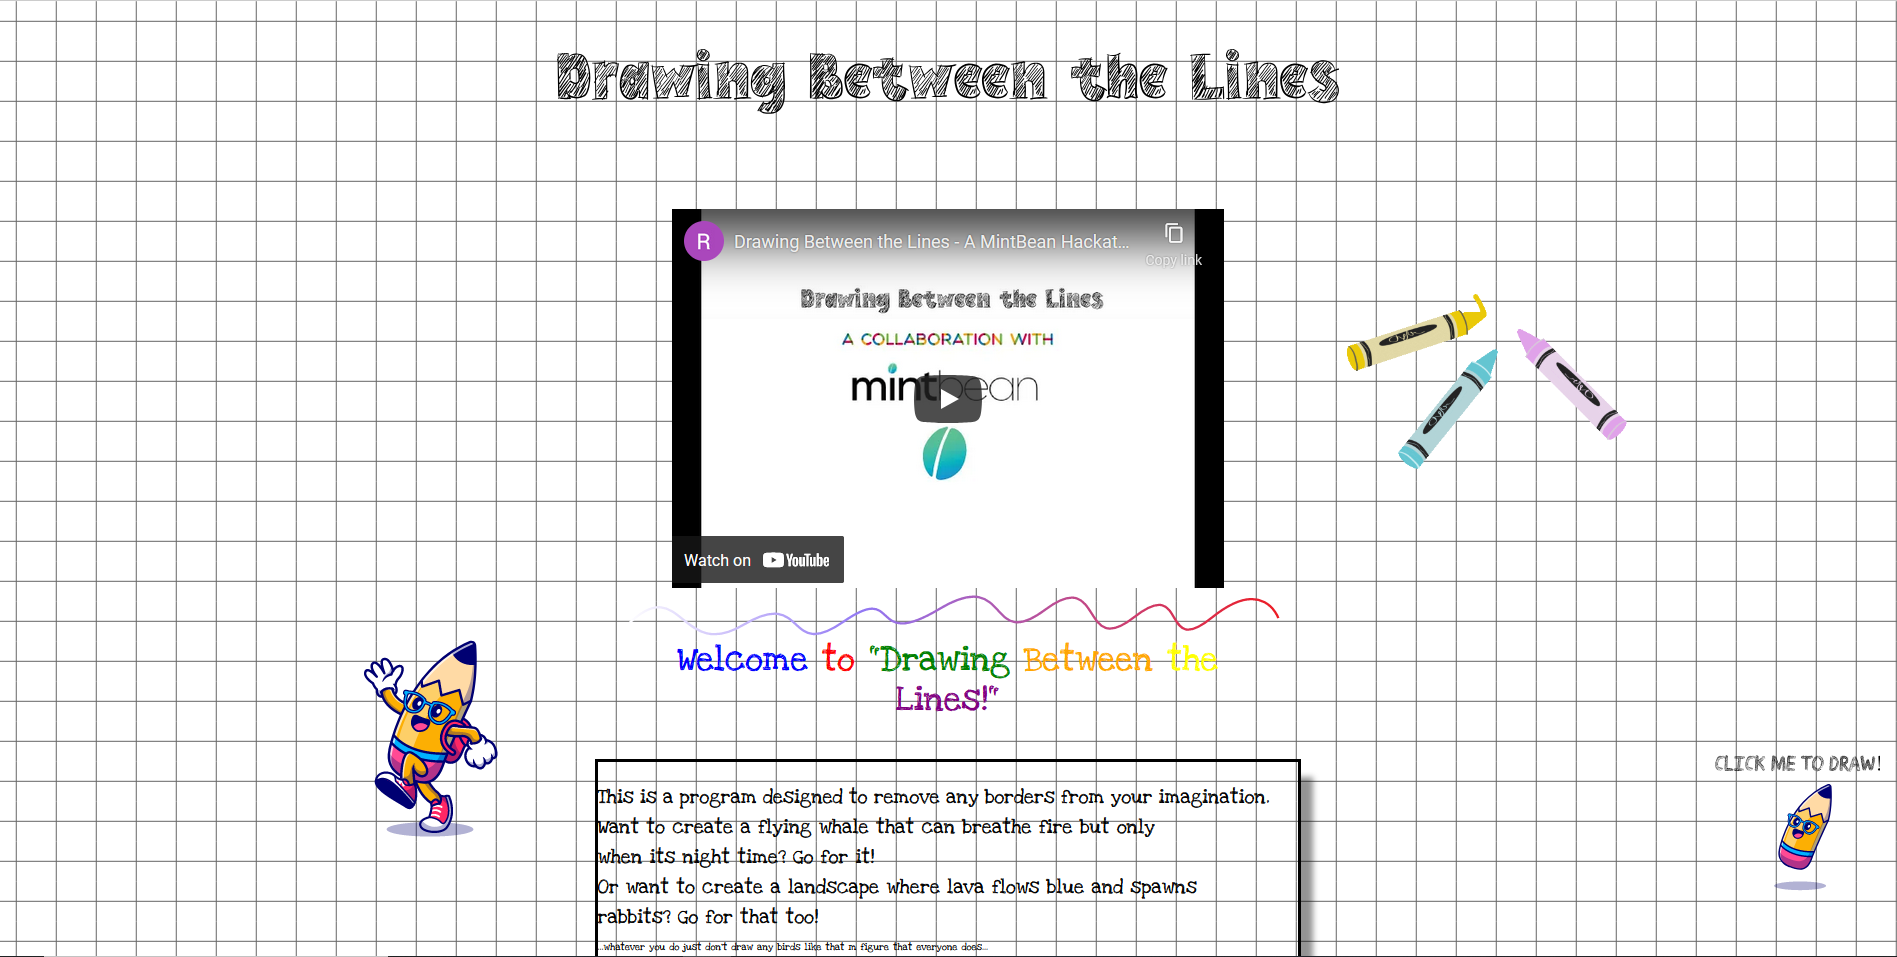 Drawing Between the Lines
R
Drawing Between the Lines - A MintBean Hackat...
Copy link
Drawing Between the Lines
A COLLABORATION WITH
mintbean
Watch on YouTube
Welcome to "Drawing Between the
Lines!"
CLICK ME TO DRAW!
This is a program designed to remove any borders from your imagination.
Want to create a flying whale that can breathe fire but only
when its night time? Go for it!
Or want to create a landscape where lava flows blue and spawns
rabbits? Go for that too!
...whatever you do just don't draw any birds like that m figure that everyone does...